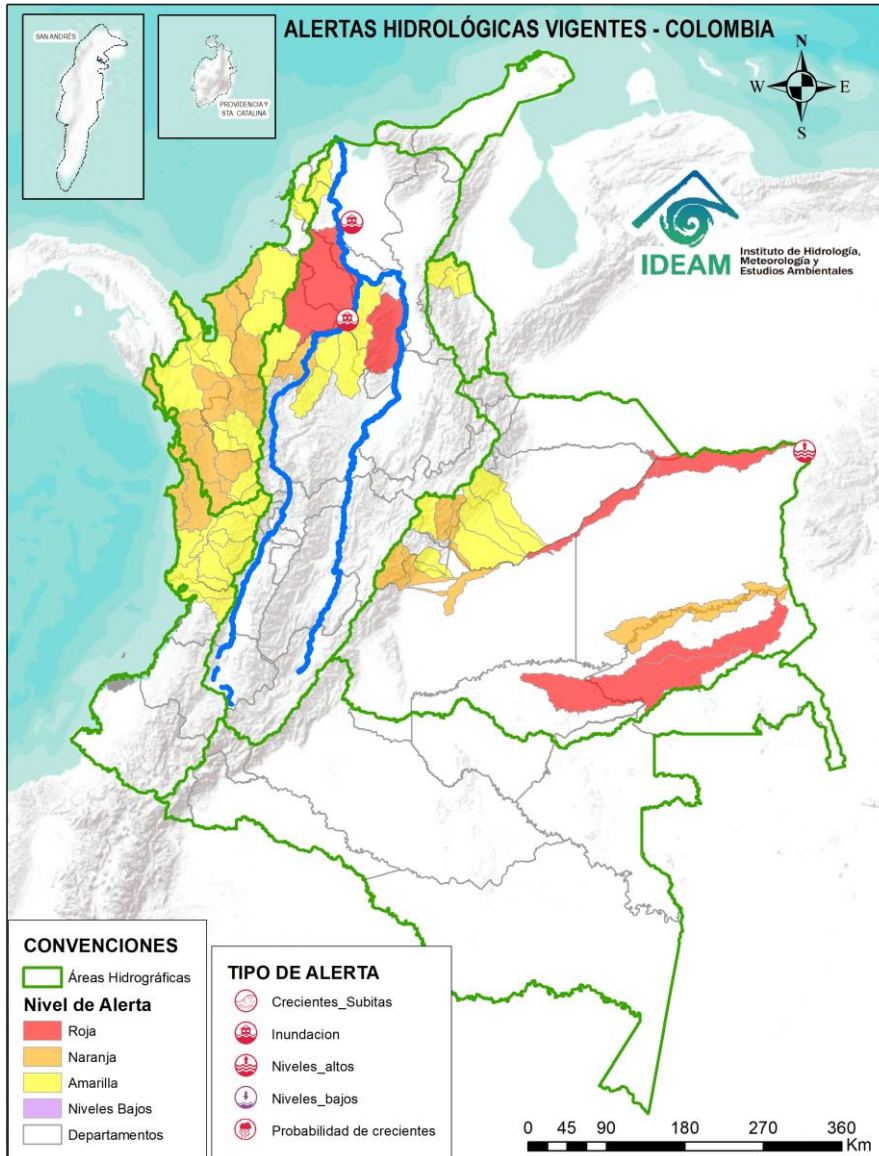 ALERTAS HIDROLÓGICAS VIGENTES - COLOMBIA
SAN ANDRÉS
PROVIDENCIA Y
STA. CATALINA
N
W
E
S
IDEAM
Instituto de Hidrología,
Meteorología y
Estudios Ambientales
CONVENCIONES
Áreas Hidrográficas
Nivel de Alerta
Roja
Naranja
Amarilla
Niveles Bajos
Departamentos
TIPO DE ALERTA
Crecientes_Subitas
Inundacion
Niveles_altos
Niveles_bajos
Probabilidad de crecientes
0 45 90 180 270 360
Km